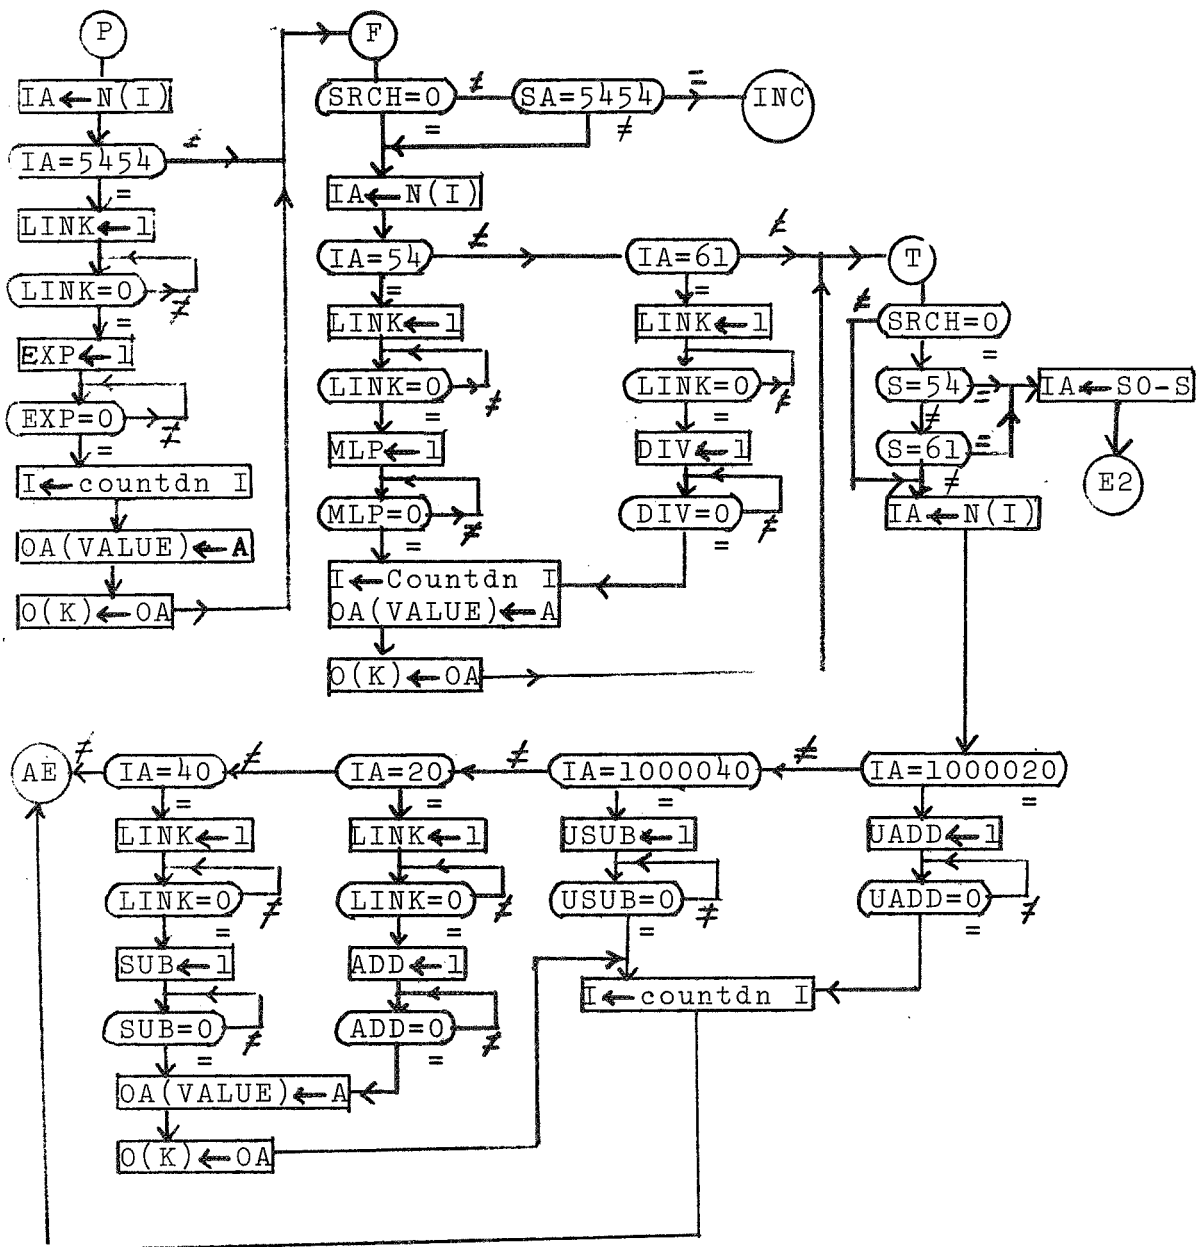 P
IA←N(I)
IA=5454
≠
=
LINK←1
LINK=0
≠
=
EXP←1
EXP=0
≠
=
I←countdn I
OA(VALUE)←A
O(K)←OA
F
SRCH=0
≠
=
SA=5454
=
≠
INC
IA←N(I)
IA=54
≠
=
LINK←1
LINK=0
≠
=
MLP←1
MLP=0
≠
=
I←Countdn I
OA(VALUE)←A
O(K)←OA
IA=61
≠
=
LINK←1
LINK=0
≠
=
DIV←1
DIV=0
≠
=
T
SRCH=0
≠
=
S=54
=
≠
S=61
=
≠
IA←SO-S
E2
IA←N(I)
IA=1000020
≠
=
UADD←1
UADD=0
≠
=
IA=1000040
≠
=
USUB←1
USUB=0
≠
=
I←countdn I
IA=20
≠
=
LINK←1
LINK=0
≠
=
ADD←1
ADD=0
≠
=
IA=40
≠
=
LINK←1
LINK=0
≠
=
SUB←1
SUB=0
≠
=
OA(VALUE)←A
O(K)←OA
AE